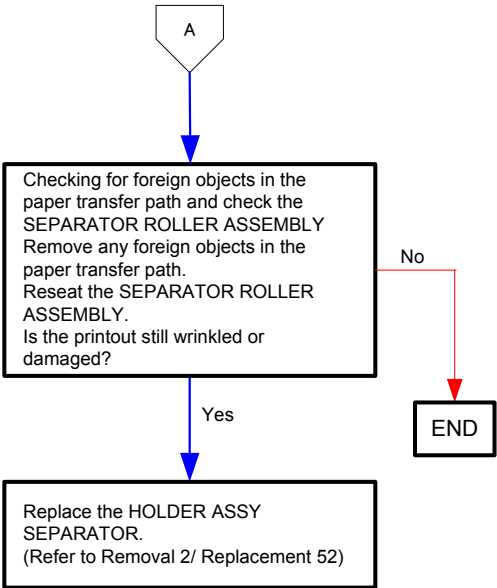 A
Checking for foreign objects in the
paper transfer path and check the
SEPARATOR ROLLER ASSEMBLY
Remove any foreign objects in the
paper transfer path.
Reseat the SEPARATOR ROLLER
ASSEMBLY.
Is the printout still wrinkled or
damaged?
No
Yes
END
Replace the HOLDER ASSY
SEPARATOR.
(Refer to Removal 2/ Replacement 52)